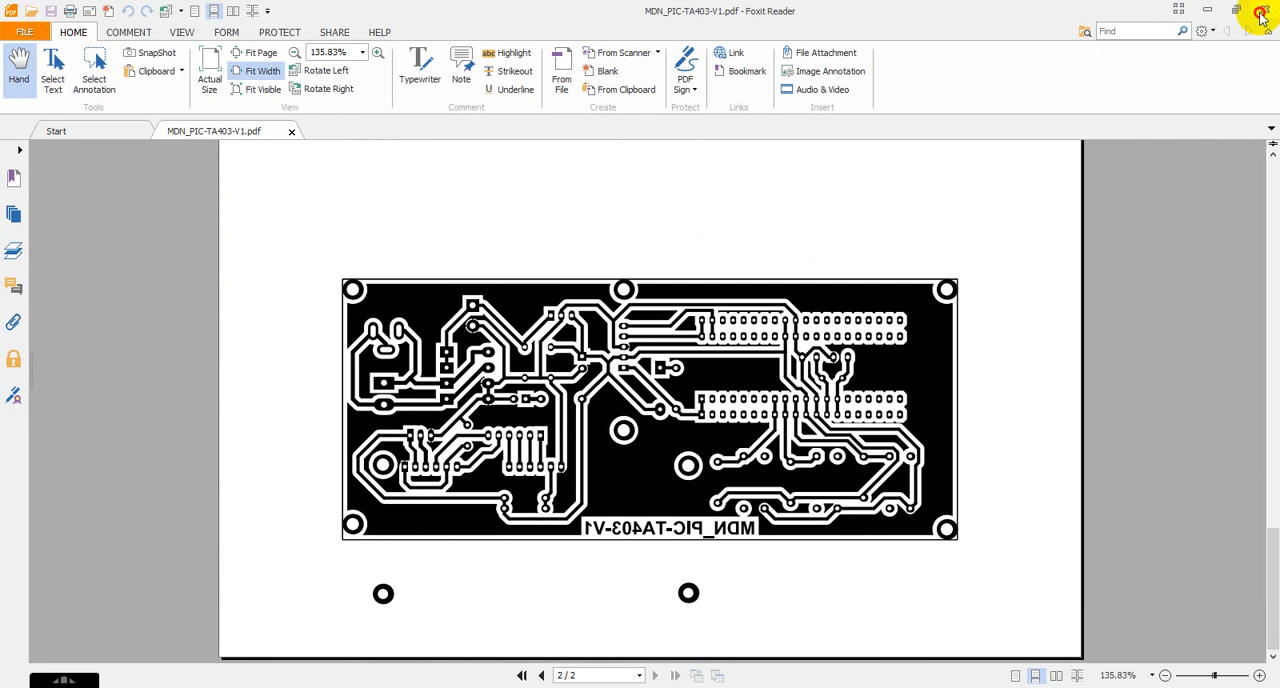 MDN_PIC-TA403-V1.pdf - Foxit Reader
FILE HOME COMMENT VIEW FORM PROTECT SHARE HELP
Find
Hand
Select Text
Select Annotation
SnapShot
Clipboard
Tools
Actual Size
Fit Page
Fit Width
Fit Visible
135.83%
Rotate Left
Rotate Right
View
Typewriter
Note
Highlight
Strikeout
Underline
Comment
From File
From Scanner
Blank
From Clipboard
Create
PDF Sign
Protect
Link
Bookmark
Links
File Attachment
Image Annotation
Audio & Video
Insert
Start
MDN_PIC-TA403-V1.pdf
MDN_PIC-TA403-V1
2 / 2
135.83%